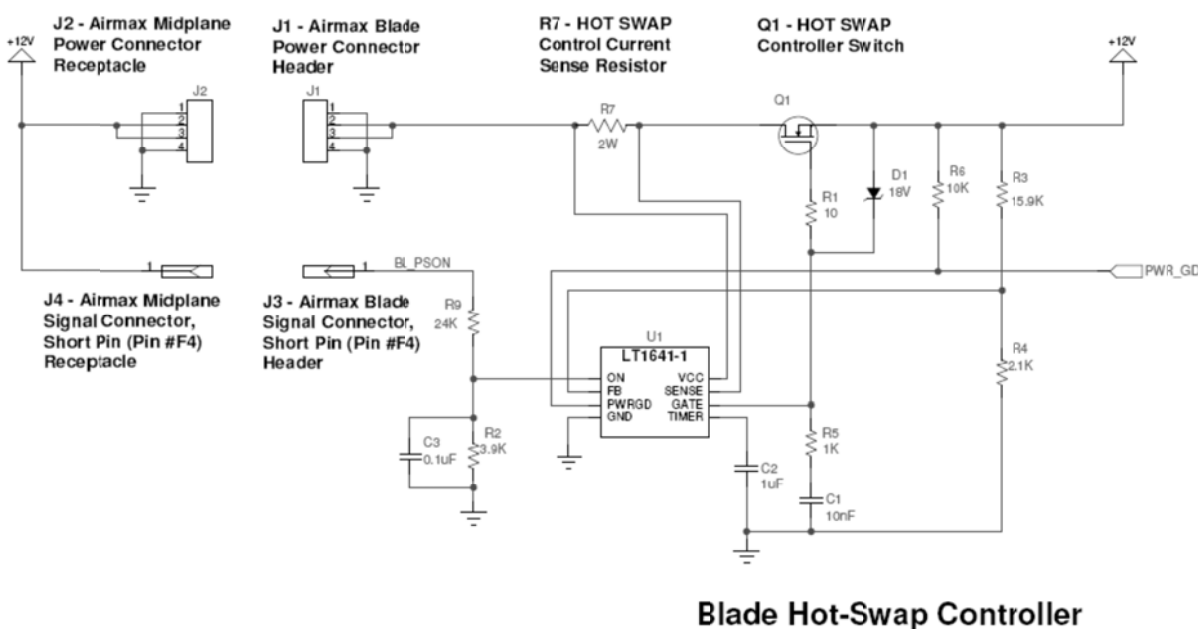 J2 - Airmax Midplane
Power Connector
Receptacle
J1 - Airmax Blade
Power Connector
Header
R7 - HOT SWAP
Control Current
Sense Resistor
Q1 - HOT SWAP
Controller Switch
+12V
+12V
J2
1
2
3
4
J1
1
2
3
4
R7
2W
Q1
R1
10
D1
18V
R6
10K
R3
15.9K
1
1
BL_PSON
PWR_GD
J4 - Airmax Midplane
Signal Connector,
Short Pin (Pin #F4)
Receptacle
J3 - Airmax Blade
Signal Connector,
Short Pin (Pin #F4)
Header
R9
24K
U1
LT1641-1
ON
FB
PWRGD
GND
VCC
SENSE
GATE
TIMER
R4
2.1K
C3
0.1uF
R2
3.9K
C2
1uF
R5
1K
C1
10nF
Blade Hot-Swap Controller